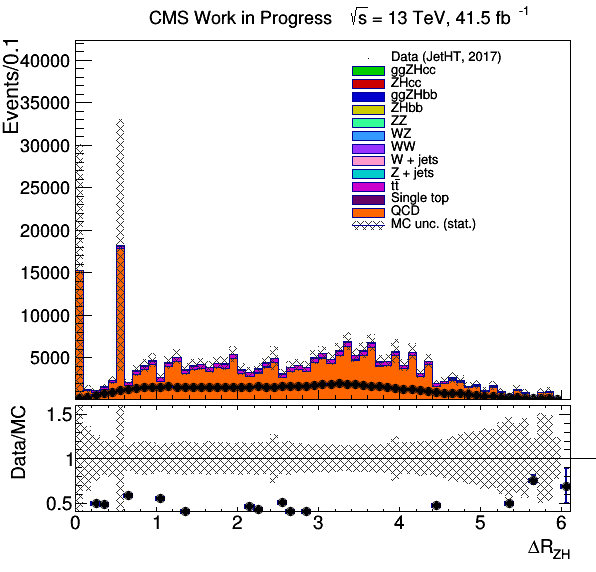 CMS Work in Progress √s = 13 TeV, 41.5 fb⁻¹
Events/0.1
40000
35000
30000
25000
20000
15000
10000
5000
Data (JetHT, 2017)
ggZHcc
ZHcc
ggZHbb
ZHbb
ZZ
WZ
WW
W + jets
Z + jets
tt̄
Single top
QCD
MC unc. (stat.)
Data/MC
1.5
1
0.5
0 1 2 3 4 5 6
ΔR_ZH